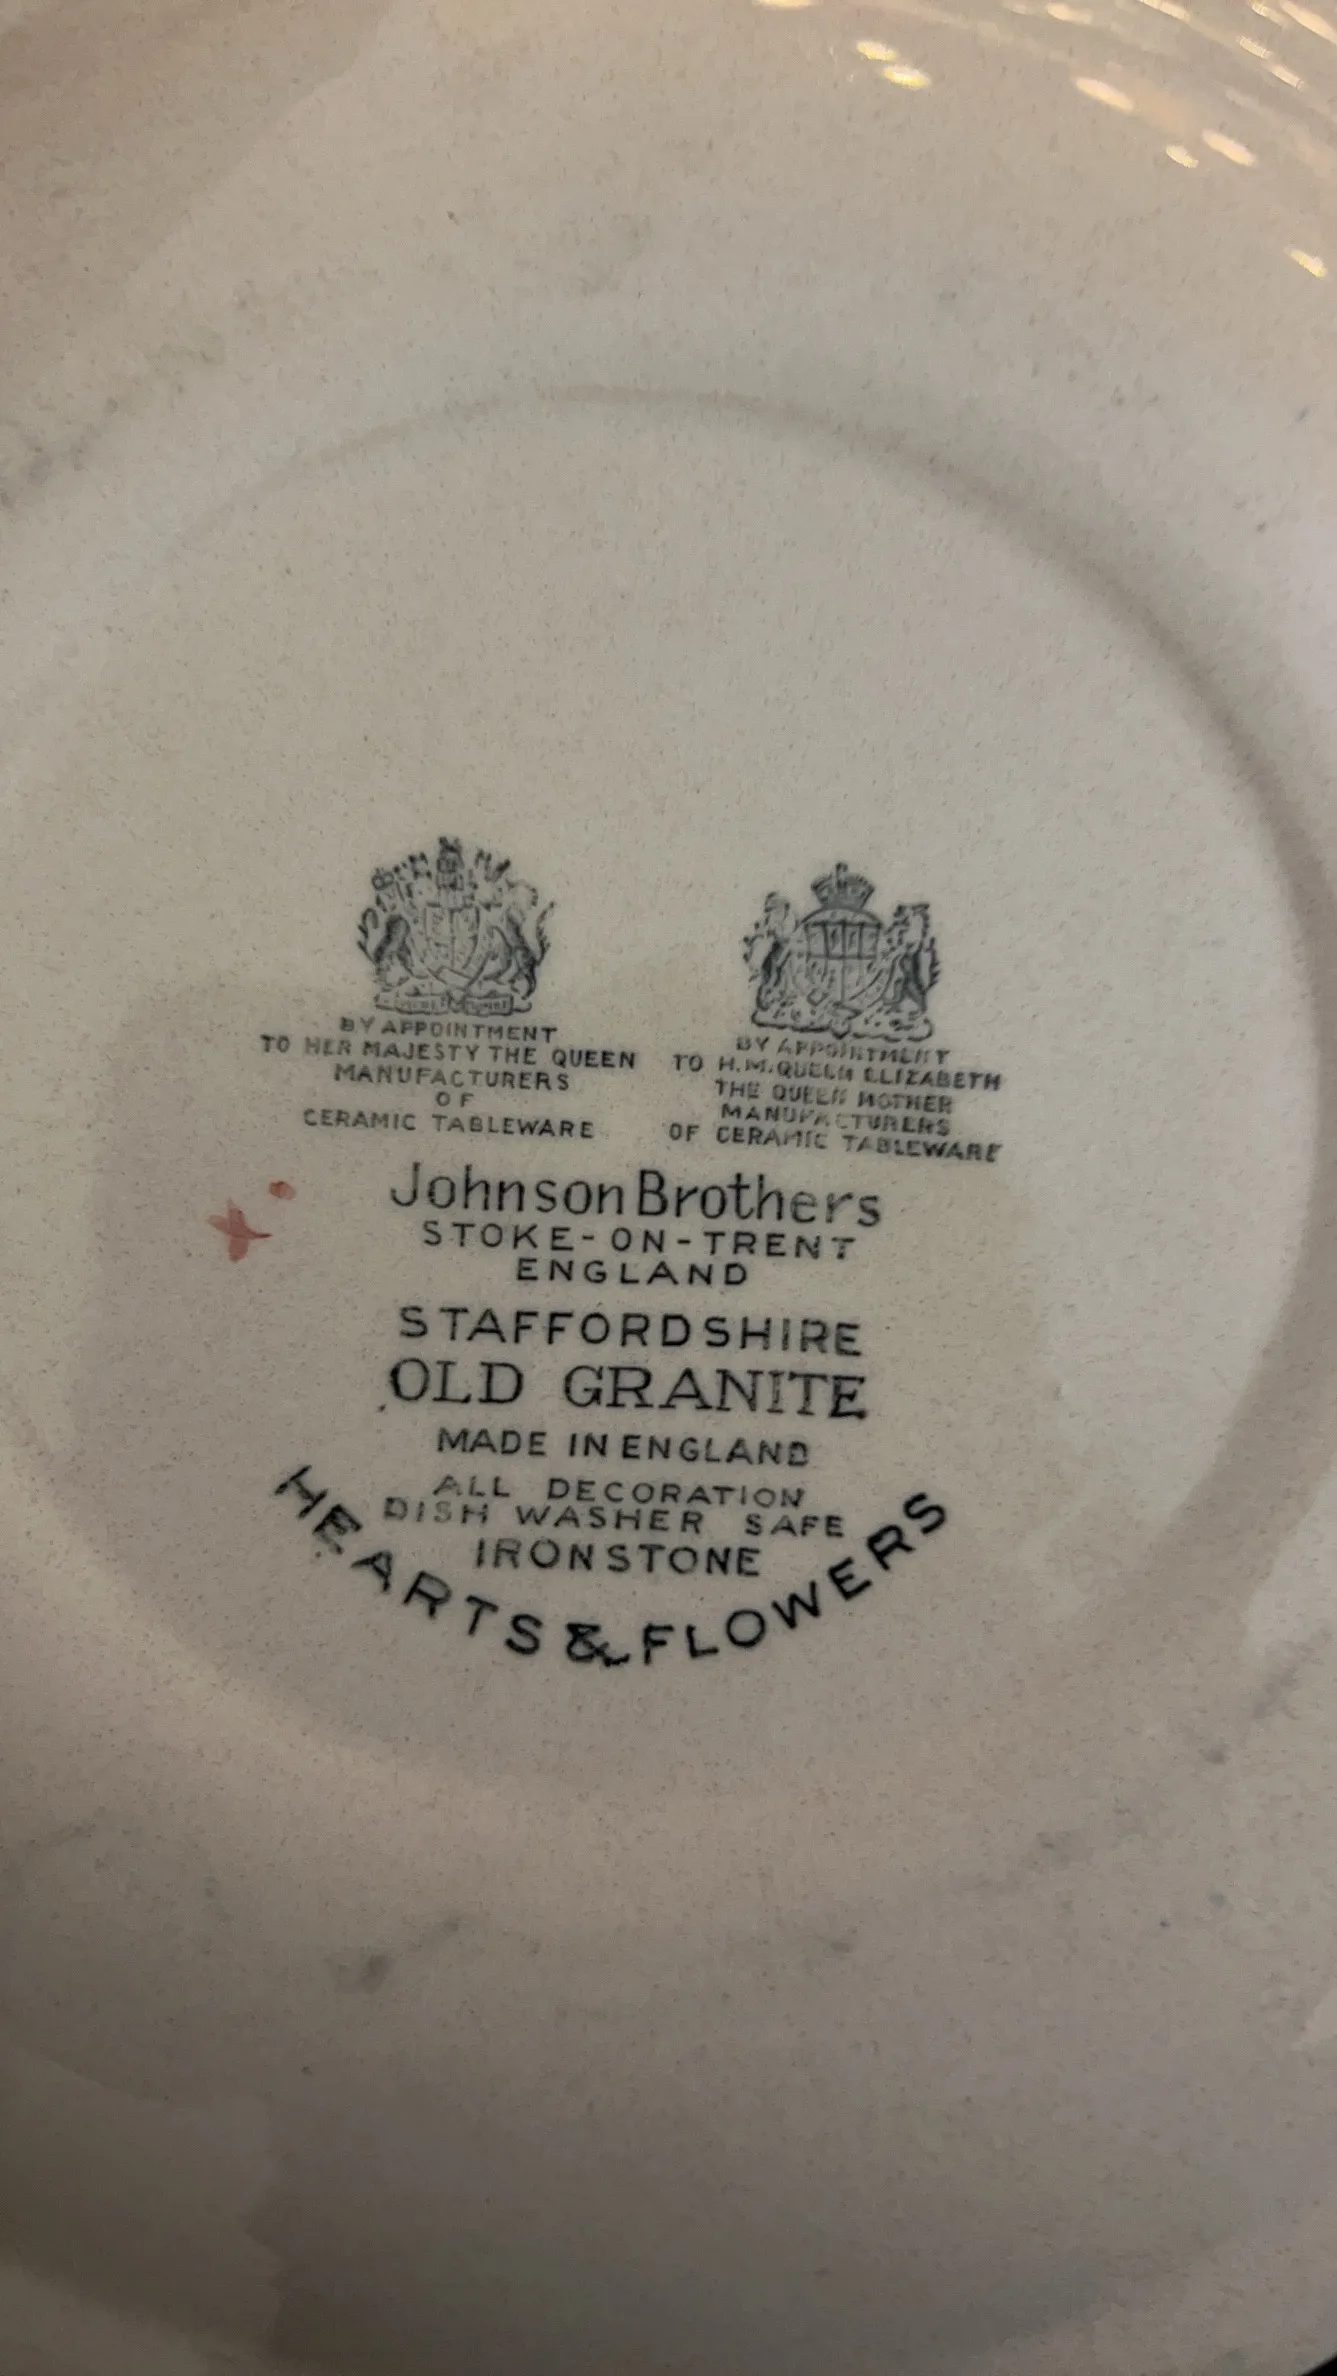 BY APPOINTMENT
TO HER MAJESTY THE QUEEN
MANUFACTURERS
OF
CERAMIC TABLEWARE
BY APPOINTMENT
TO H.M. QUEEN ELIZABETH
THE QUEEN MOTHER
MANUFACTURERS
OF CERAMIC TABLEWARE
Johnson Brothers
STOKE-ON-TRENT
ENGLAND
STAFFORDSHIRE
OLD GRANITE
MADE IN ENGLAND
ALL DECORATION
DISH WASHER SAFE
IRONSTONE
HEARTS & FLOWERS